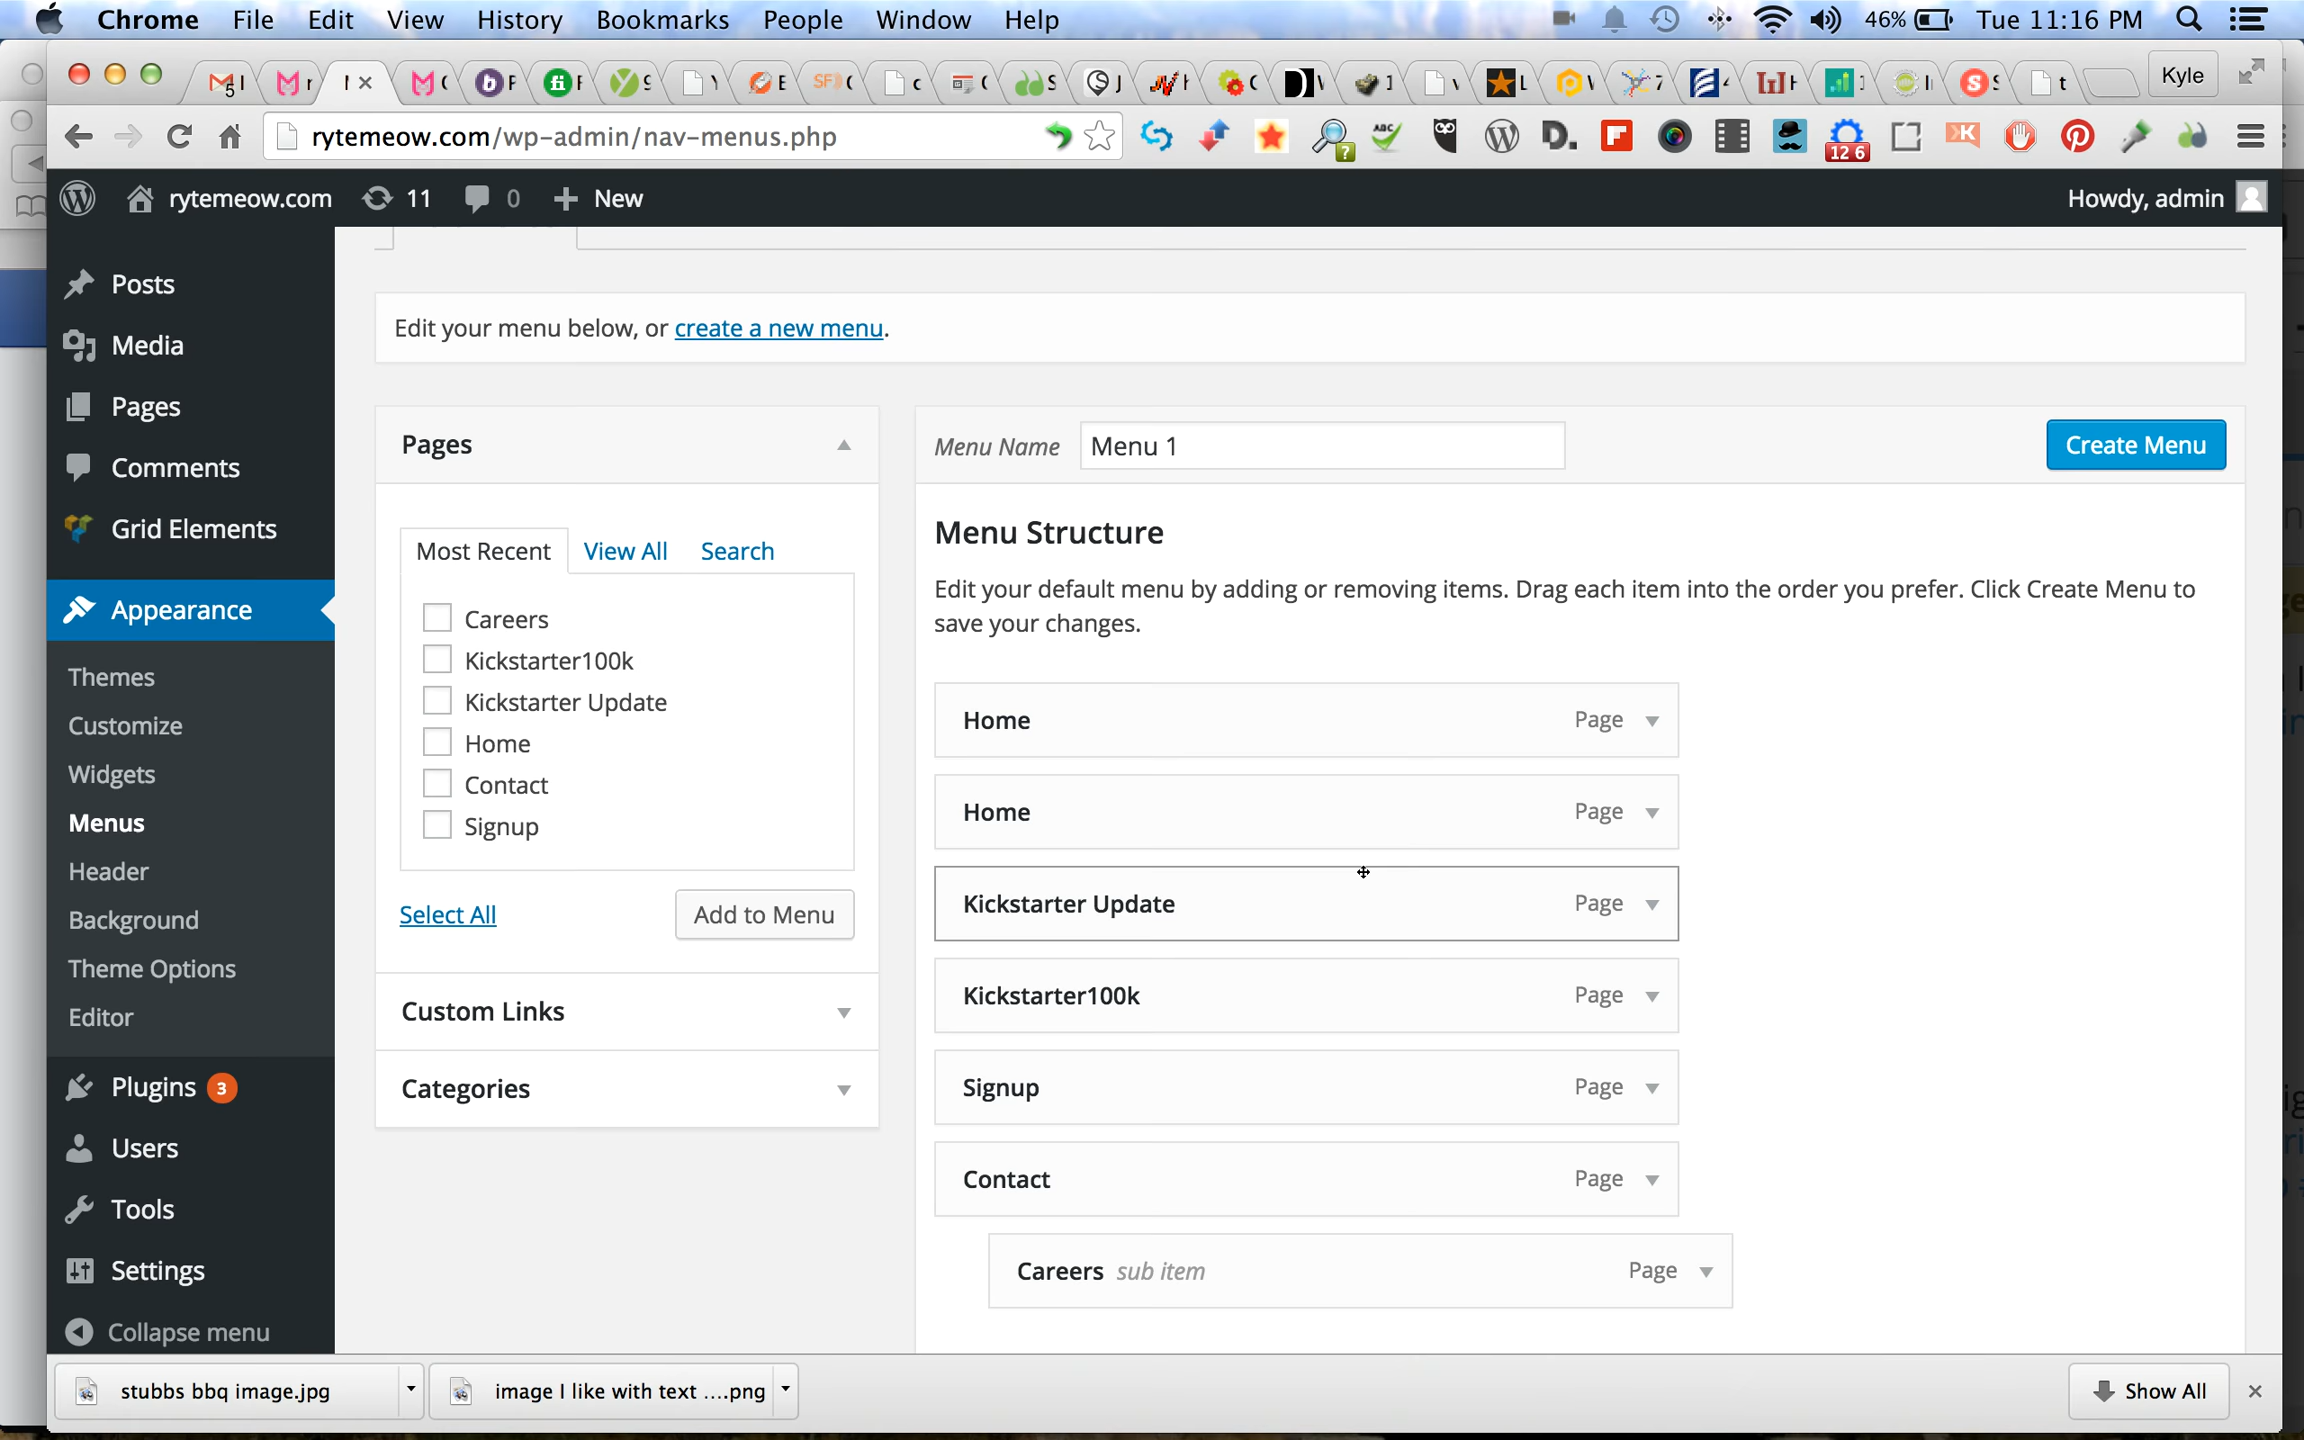 Chrome File Edit View History Bookmarks People Window Help 46% Tue 11:16 PM
Kyle
rytemeow.com/wp-admin/nav-menus.php
ABC
12 6
rytemeow.com 11 0 New Howdy, admin
Posts
Media
Pages
Comments
Grid Elements
Appearance
Themes
Customize
Widgets
Menus
Header
Background
Theme Options
Editor
Plugins 3
Users
Tools
Settings
Collapse menu
Edit your menu below, or create a new menu.
Pages
Most Recent View All Search
Careers
Kickstarter100k
Kickstarter Update
Home
Contact
Signup
Select All Add to Menu
Custom Links
Categories
Menu Name Menu 1 Create Menu
Menu Structure
Edit your default menu by adding or removing items. Drag each item into the order you prefer. Click Create Menu to
save your changes.
Home Page
Home Page
Kickstarter Update Page
Kickstarter100k Page
Signup Page
Contact Page
Careers sub item Page
stubbs bbq image.jpg image I like with text ....png Show All